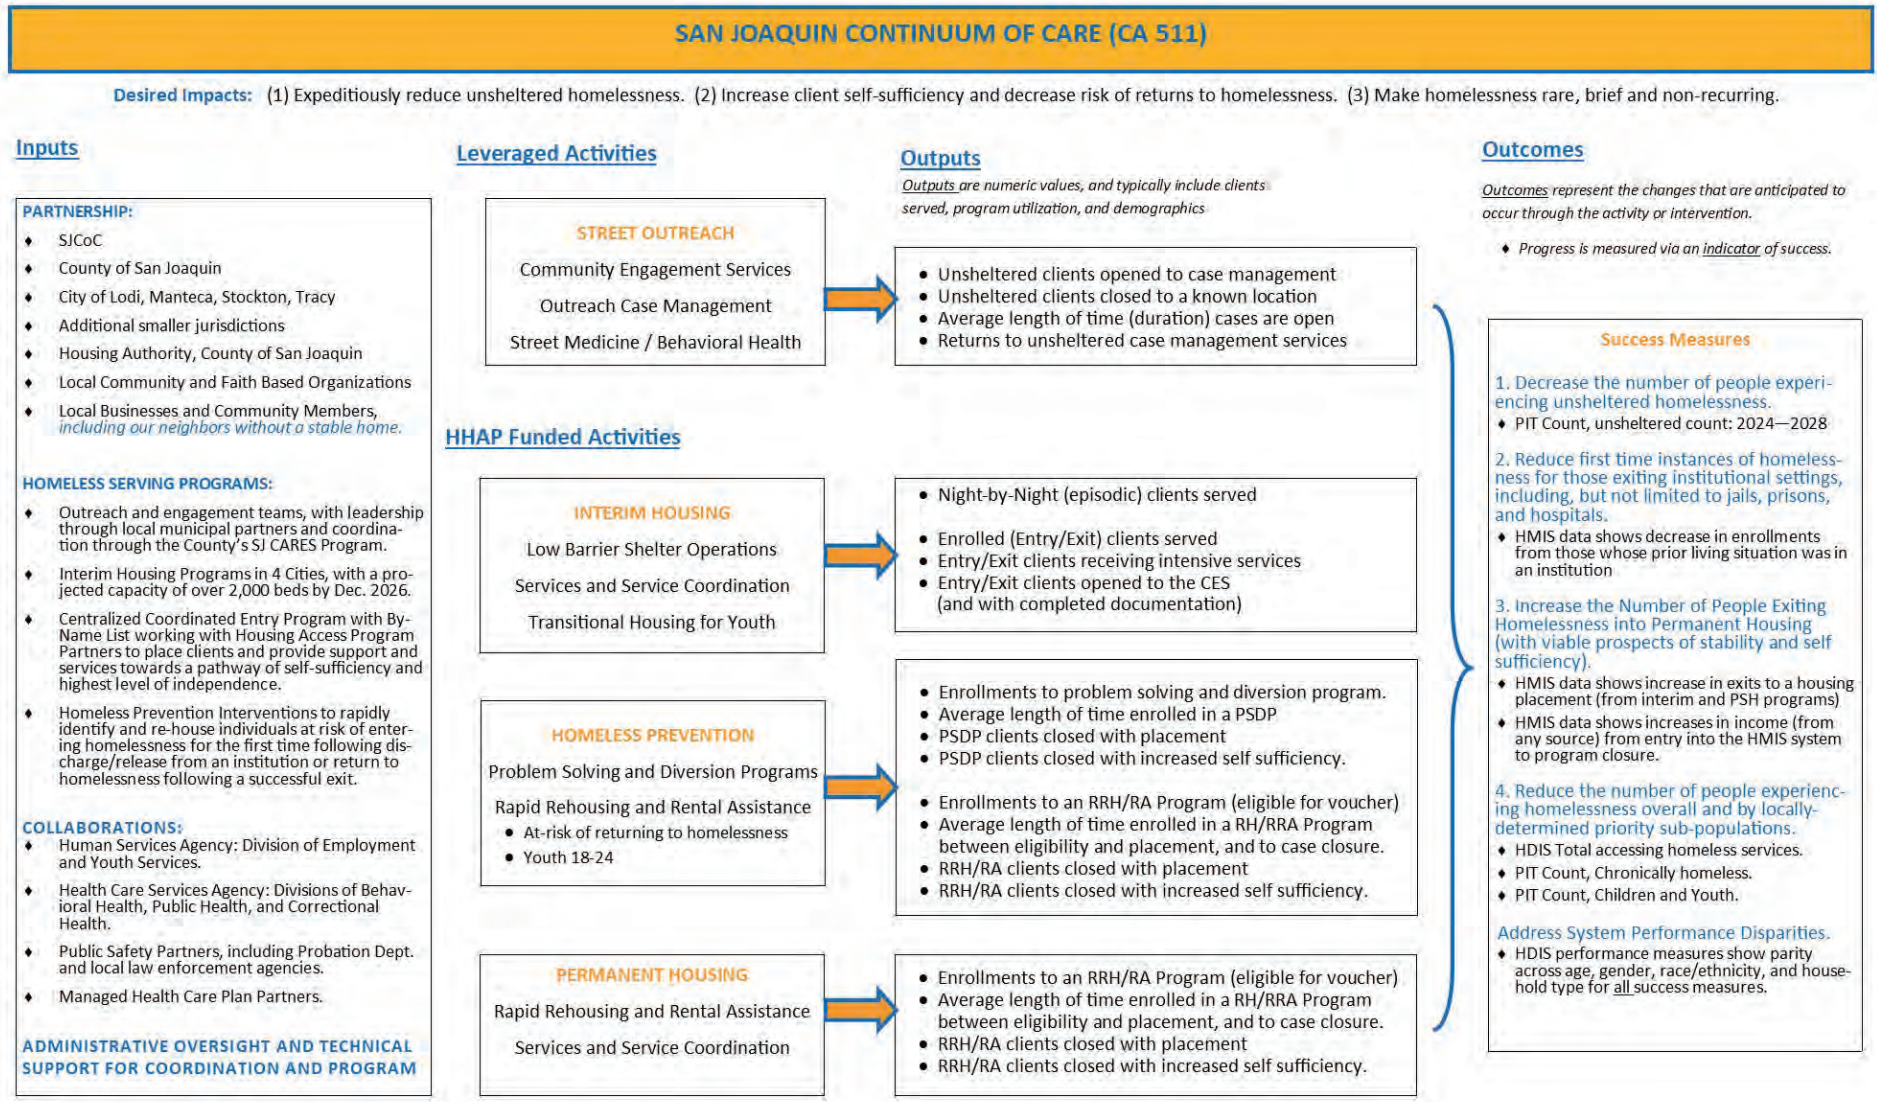 SAN JOAQUIN CONTINUUM OF CARE (CA 511)
Desired Impacts: (1) Expeditiously reduce unsheltered homelessness. (2) Increase client self-sufficiency and decrease risk of returns to homelessness. (3) Make homelessness rare, brief and non-recurring.
Inputs
PARTNERSHIP:
♦ SJCoC
♦ County of San Joaquin
♦ City of Lodi, Manteca, Stockton, Tracy
♦ Additional smaller jurisdictions
♦ Housing Authority, County of San Joaquin
♦ Local Community and Faith Based Organizations
♦ Local Businesses and Community Members,
including our neighbors without a stable home.
HOMELESS SERVING PROGRAMS:
♦ Outreach and engagement teams, with leadership
through local municipal partners and coordina-
tion through the County's SJ CARES Program.
♦ Interim Housing Programs in 4 Cities, with a pro-
jected capacity of over 2,000 beds by Dec. 2026.
♦ Centralized Coordinated Entry Program with By-
Name List working with Housing Access Program
Partners to place clients and provide support and
services towards a pathway of self-sufficiency and
highest level of independence.
♦ Homeless Prevention Interventions to rapidly
identify and re-house individuals at risk of enter-
ing homelessness for the first time following dis-
charge/release from an institution or return to
homelessness following a successful exit.
COLLABORATIONS:
♦ Human Services Agency: Division of Employment
and Youth Services.
♦ Health Care Services Agency: Divisions of Behav-
ioral Health, Public Health, and Correctional
Health.
♦ Public Safety Partners, including Probation Dept.
and local law enforcement agencies.
♦ Managed Health Care Plan Partners.
ADMINISTRATIVE OVERSIGHT AND TECHNICAL
SUPPORT FOR COORDINATION AND PROGRAM
Leveraged Activities
STREET OUTREACH
Community Engagement Services
Outreach Case Management
Street Medicine / Behavioral Health
HHAP Funded Activities
INTERIM HOUSING
Low Barrier Shelter Operations
Services and Service Coordination
Transitional Housing for Youth
HOMELESS PREVENTION
Problem Solving and Diversion Programs
Rapid Rehousing and Rental Assistance
● At-risk of returning to homelessness
● Youth 18-24
PERMANENT HOUSING
Rapid Rehousing and Rental Assistance
Services and Service Coordination
Outputs
Outputs are numeric values, and typically include clients
served, program utilization, and demographics
● Unsheltered clients opened to case management
● Unsheltered clients closed to a known location
● Average length of time (duration) cases are open
● Returns to unsheltered case management services
● Night-by-Night (episodic) clients served
● Enrolled (Entry/Exit) clients served
● Entry/Exit clients receiving intensive services
● Entry/Exit clients opened to the CES
(and with completed documentation)
● Enrollments to problem solving and diversion program.
● Average length of time enrolled in a PSDP
● PSDP clients closed with placement
● PSDP clients closed with increased self sufficiency.
● Enrollments to an RRH/RA Program (eligible for voucher)
● Average length of time enrolled in a RH/RRA Program
between eligibility and placement, and to case closure.
● RRH/RA clients closed with placement
● RRH/RA clients closed with increased self sufficiency.
● Enrollments to an RRH/RA Program (eligible for voucher)
● Average length of time enrolled in a RH/RRA Program
between eligibility and placement, and to case closure.
● RRH/RA clients closed with placement
● RRH/RA clients closed with increased self sufficiency.
Outcomes
Outcomes represent the changes that are anticipated to
occur through the activity or intervention.
♦ Progress is measured via an indicator of success.
Success Measures
1. Decrease the number of people experi-
encing unsheltered homelessness.
♦ PIT Count, unsheltered count: 2024—2028
2. Reduce first time instances of homeless-
ness for those exiting institutional settings,
including, but not limited to jails, prisons,
and hospitals.
♦ HMIS data shows decrease in enrollments
from those whose prior living situation was in
an institution
3. Increase the Number of People Exiting
Homelessness into Permanent Housing
(with viable prospects of stability and self
sufficiency).
♦ HMIS data shows increase in exits to a housing
placement (from interim and PSH programs)
♦ HMIS data shows increases in income (from
any source) from entry into the HMIS system
to program closure.
4. Reduce the number of people experienc-
ing homelessness overall and by locally-
determined priority sub-populations.
♦ HDIS Total accessing homeless services.
♦ PIT Count, Chronically homeless.
♦ PIT Count, Children and Youth.
Address System Performance Disparities.
♦ HDIS performance measures show parity
across age, gender, race/ethnicity, and house-
hold type for all success measures.